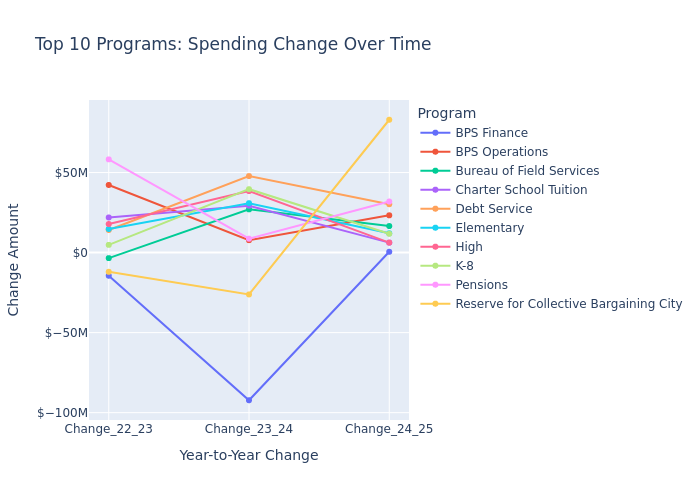 Top 10 Programs: Spending Change Over Time
Program
BPS Finance
BPS Operations
Bureau of Field Services
Charter School Tuition
Debt Service
Elementary
High
K-8
Pensions
Reserve for Collective Bargaining City
Change Amount
$50M
$0
$−50M
$−100M
Change_22_23
Change_23_24
Change_24_25
Year-to-Year Change